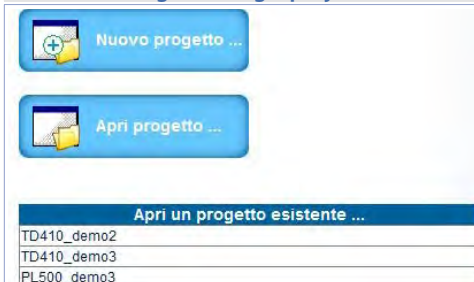 Nuovo progetto ...
Apri progetto ...
Apri un progetto esistente ...
TD410_demo2
TD410_demo3
PL500_demo3